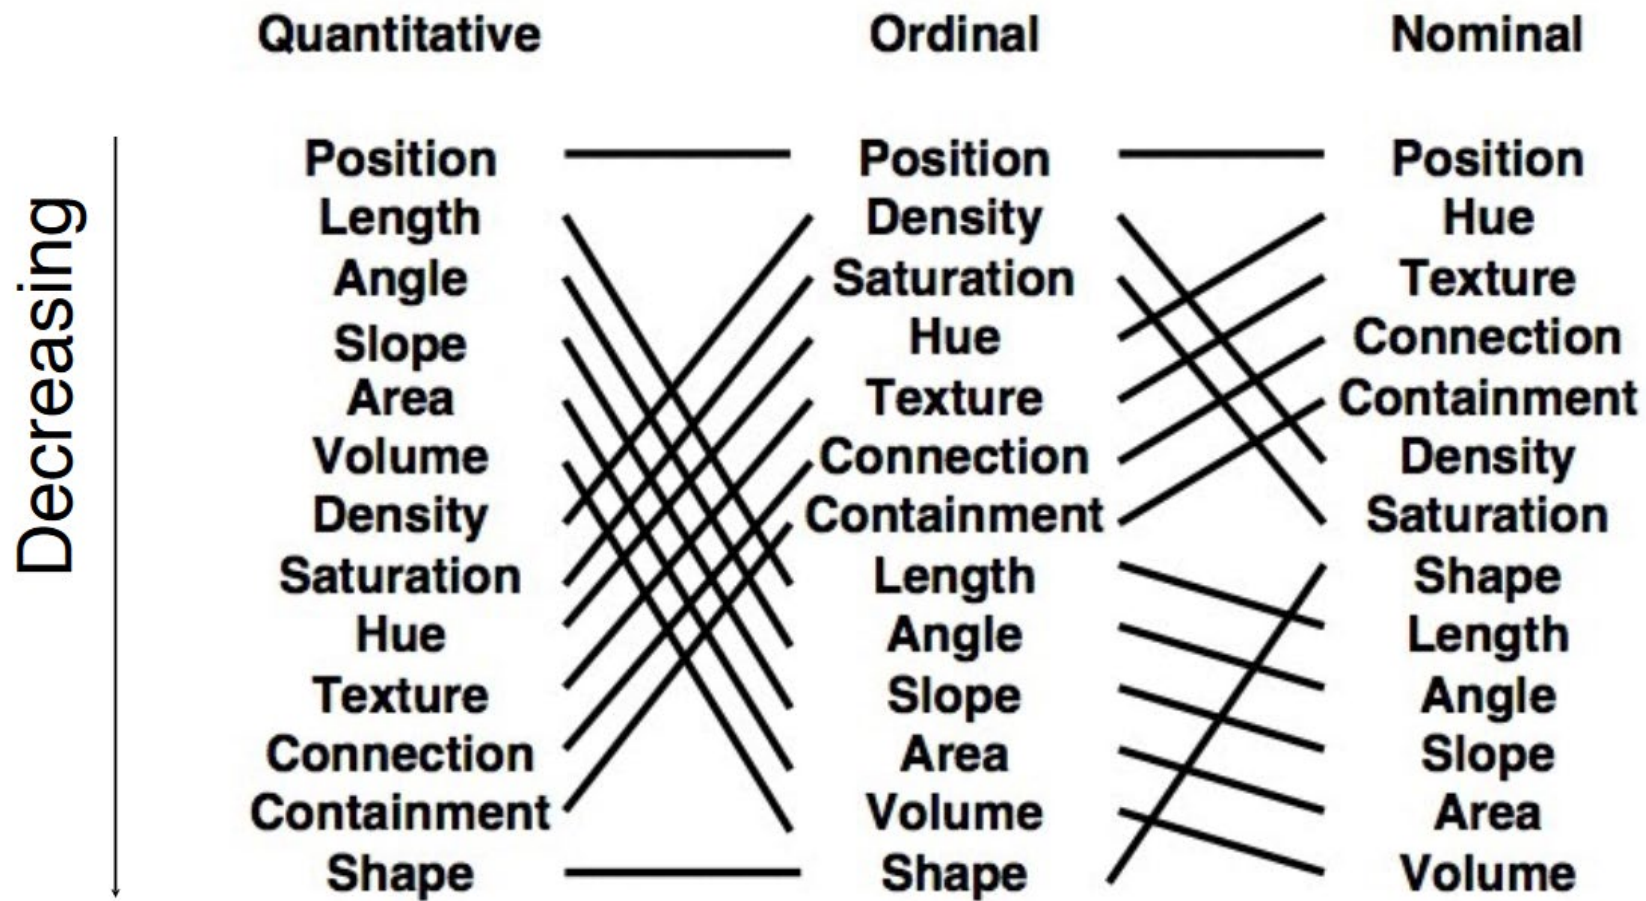 Quantitative Ordinal Nominal
Decreasing
Position Position Position
Length Density Hue
Angle Saturation Texture
Slope Hue Connection
Area Texture Containment
Volume Connection Density
Density Containment Saturation
Saturation Length Shape
Hue Angle Length
Texture Slope Angle
Connection Area Slope
Containment Volume Area
Shape Shape Volume